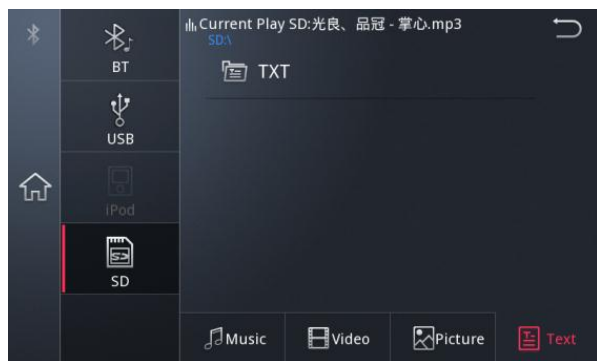 Current Play SD:光良、品冠 - 掌心.mp3
SD:\
BT
TXT
USB
iPod
SD
Music
Video
Picture
Text